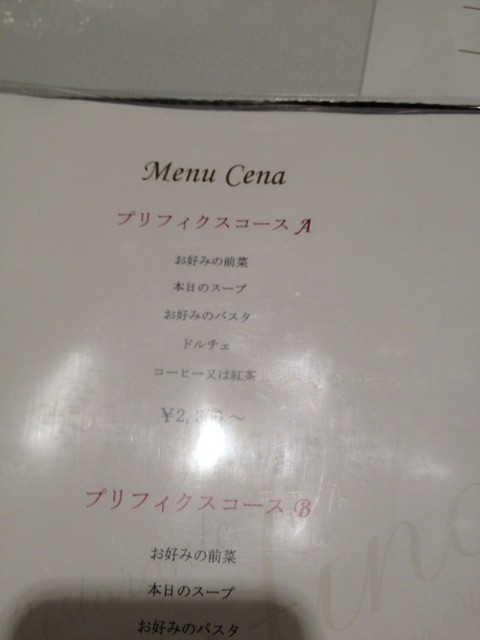 Menu Cena
プリフィクスコース A
お好みの前菜
本日のスープ
お好みのパスタ
ドルチェ
コーヒー又は紅茶
¥2,300～
プリフィクスコース B
お好みの前菜
本日のスープ
お好みのパスタ